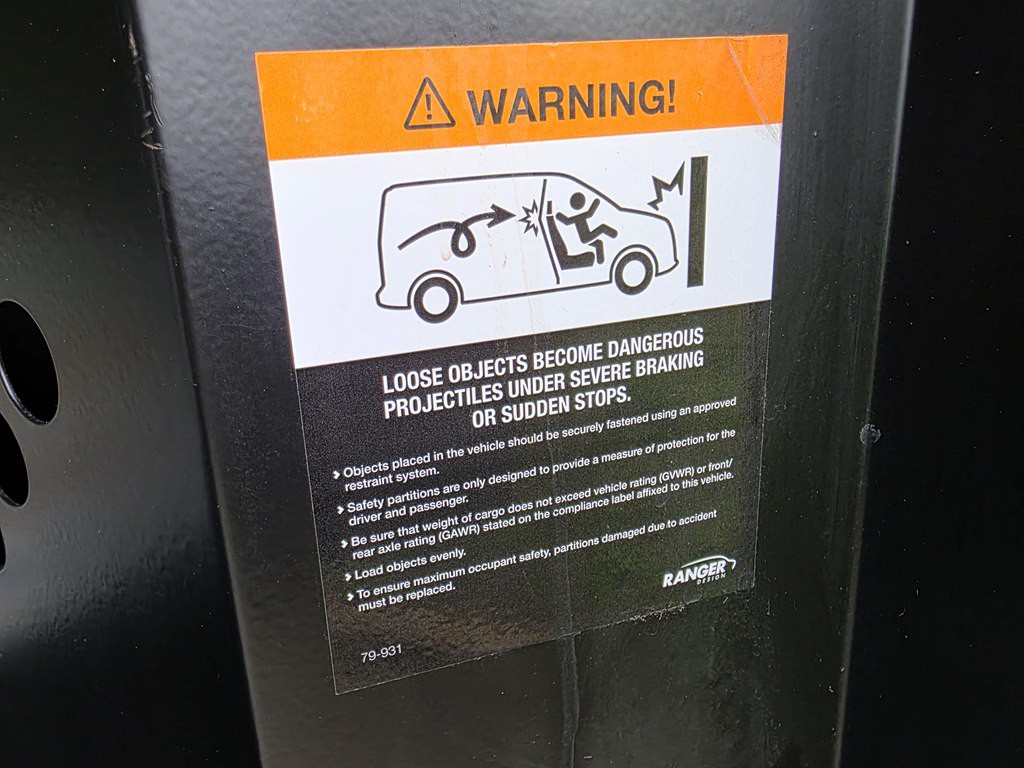 WARNING!
LOOSE OBJECTS BECOME DANGEROUS
PROJECTILES UNDER SEVERE BRAKING
OR SUDDEN STOPS.
Objects placed in the vehicle should be securely fastened using an approved
restraint system.
Safety partitions are only designed to provide a measure of protection for the
driver and passenger.
Be sure that weight of cargo does not exceed vehicle rating (GVWR) or front/
rear axle rating (GAWR) stated on the compliance label affixed to this vehicle.
Load objects evenly.
To ensure maximum occupant safety, partitions damaged due to accident
must be replaced.
RANGER
DESIGN
79-931